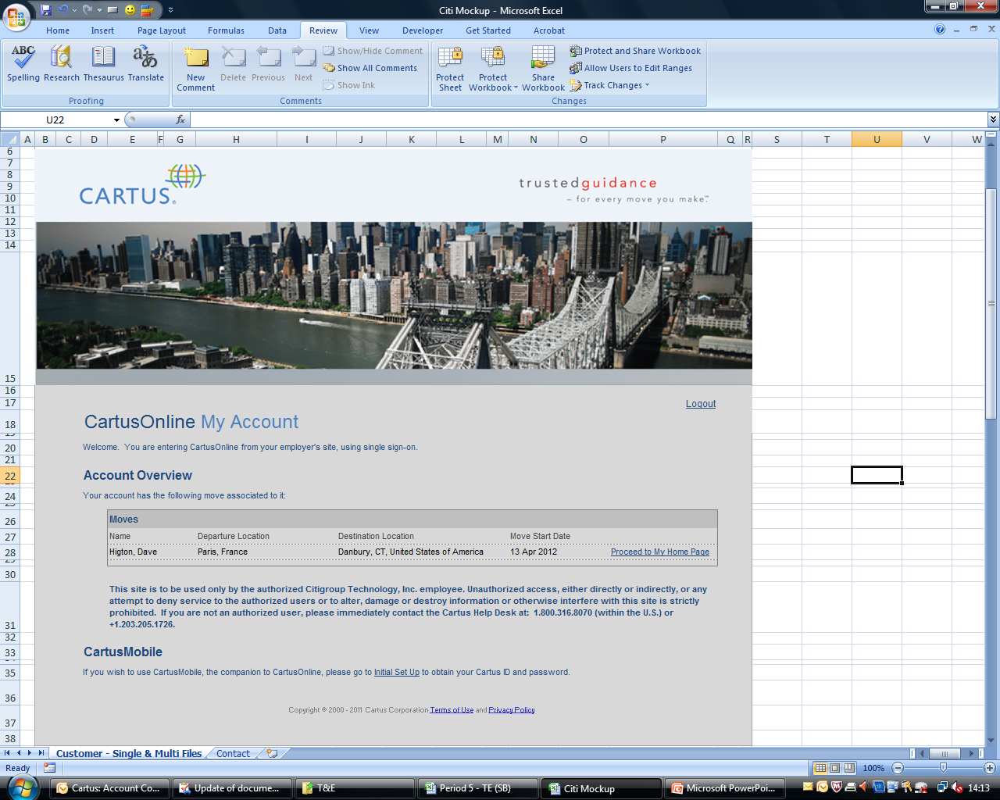 Citi Mockup - Microsoft Excel
Home Insert Page Layout Formulas Data Review View Developer Get Started Acrobat
ABC
Spelling Research Thesaurus Translate
Proofing
New Comment Delete Previous Next
Show/Hide Comment
Show All Comments
Show Ink
Comments
Protect Sheet Protect Workbook Share Workbook
Protect and Share Workbook
Allow Users to Edit Ranges
Track Changes
Changes
U22 fx
A B C D E F G H I J K L M N O P Q R S T U V W
6
7
8
9
10
11
12
13
14
15
16
17
18
20
21
22
24
26
27
28
30
31
32
33
35
36
37
38
CARTUS®
trustedguidance
– for every move you make.™
Logout
CartusOnline My Account
Welcome. You are entering CartusOnline from your employer's site, using single sign-on.
Account Overview
Your account has the following move associated to it:
Moves
Name Departure Location Destination Location Move Start Date
Higton, Dave Paris, France Danbury, CT, United States of America 13 Apr 2012 Proceed to My Home Page
This site is to be used only by the authorized Citigroup Technology, Inc. employee. Unauthorized access, either directly or indirectly, or any
attempt to deny service to the authorized users or to alter, damage or destroy information or otherwise interfere with this site is strictly
prohibited. If you are not an authorized user, please immediately contact the Cartus Help Desk at: 1.800.316.8070 (within the U.S.) or
+1.203.205.1726.
CartusMobile
If you wish to use CartusMobile, the companion to CartusOnline, please go to Initial Set Up to obtain your Cartus ID and password.
Copyright © 2000 - 2011 Cartus Corporation Terms of Use and Privacy Policy
Customer - Single & Multi Files Contact
Ready 100%
Cartus: Account Co... Update of docume... T&E Period 5 - TE (SB) Citi Mockup Microsoft PowerPoi... 14:13